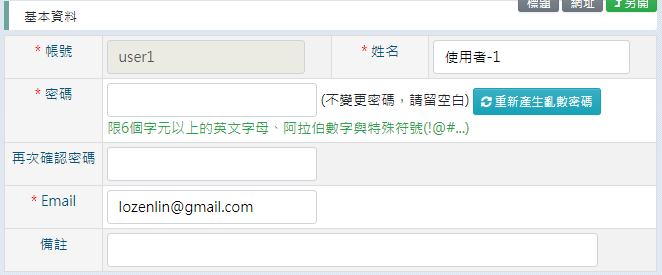 標題 網址 另開
基本資料
* 帳號 user1 * 姓名 使用者-1
* 密碼 (不變更密碼，請留空白) 重新產生亂數密碼
限6個字元以上的英文字母、阿拉伯數字與特殊符號(!@#...)
再次確認密碼
* Email lozenlin@gmail.com
備註